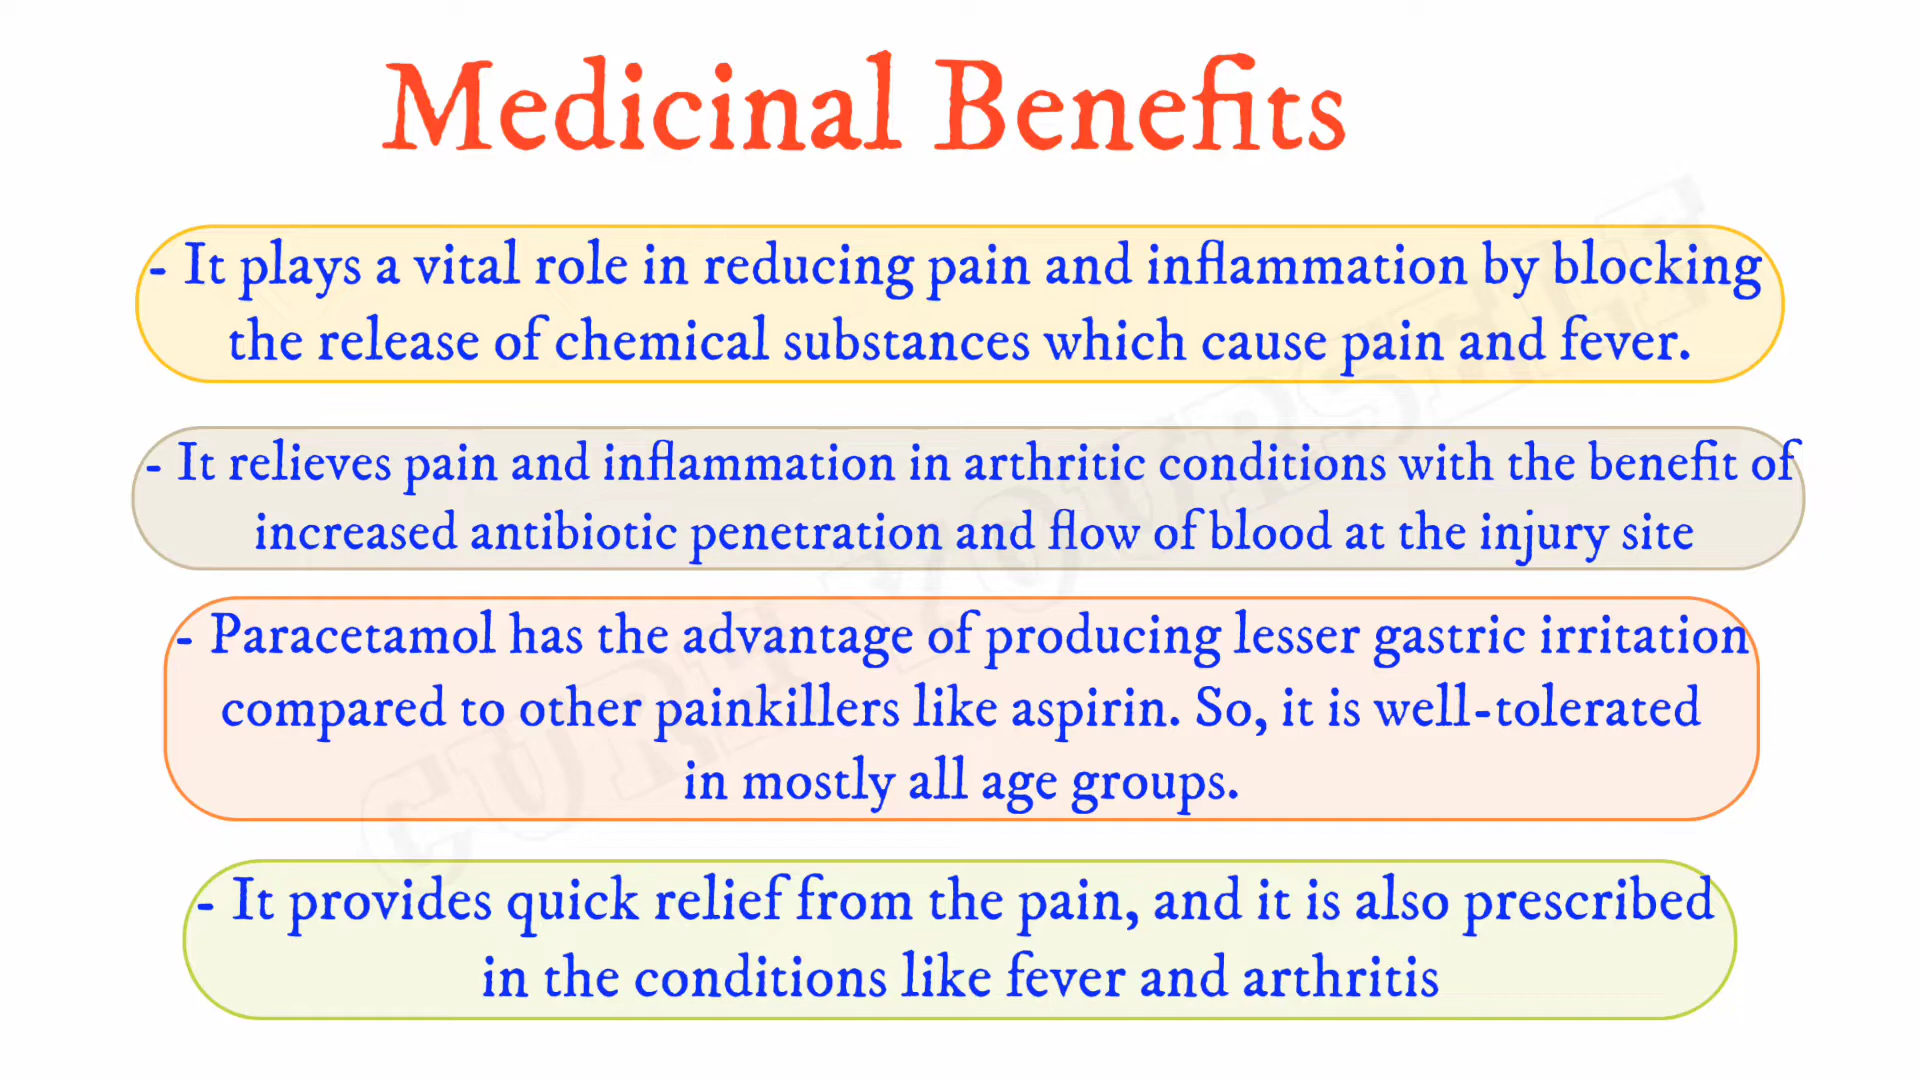 Medicinal Benefits
- It plays a vital role in reducing pain and inflammation by blocking
the release of chemical substances which cause pain and fever.
- It relieves pain and inflammation in arthritic conditions with the benefit of
increased antibiotic penetration and flow of blood at the injury site
- Paracetamol has the advantage of producing lesser gastric irritation
compared to other painkillers like aspirin. So, it is well-tolerated
in mostly all age groups.
- It provides quick relief from the pain, and it is also prescribed
in the conditions like fever and arthritis
CURE YOURSELF